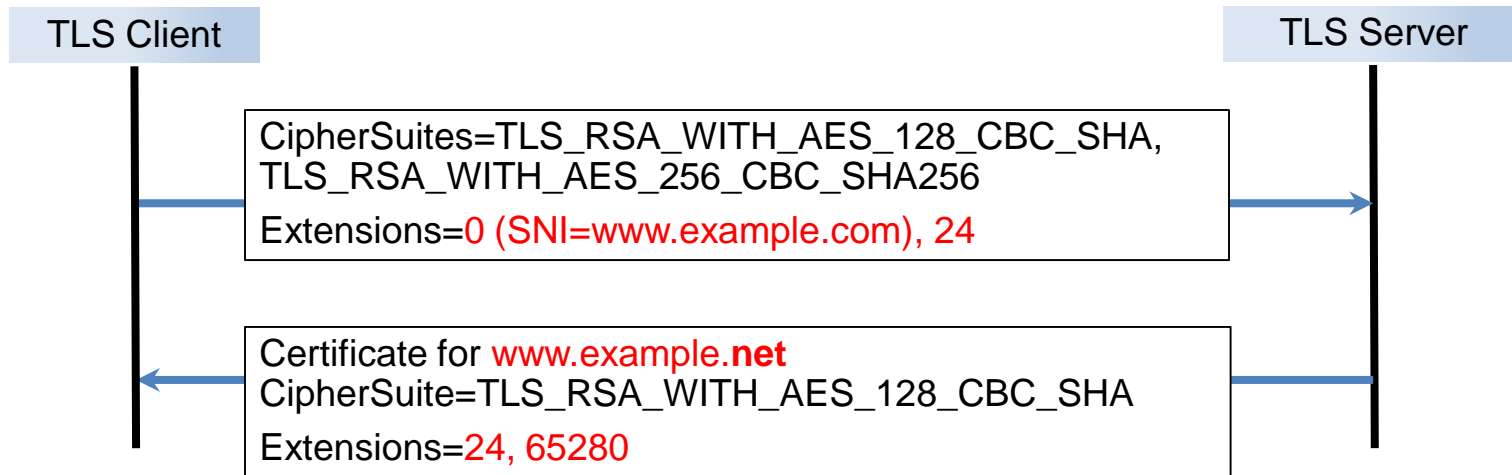 TLS Client
TLS Server
CipherSuites=TLS_RSA_WITH_AES_128_CBC_SHA,
TLS_RSA_WITH_AES_256_CBC_SHA256
Extensions=0 (SNI=www.example.com), 24
Certificate for www.example.net
CipherSuite=TLS_RSA_WITH_AES_128_CBC_SHA
Extensions=24, 65280